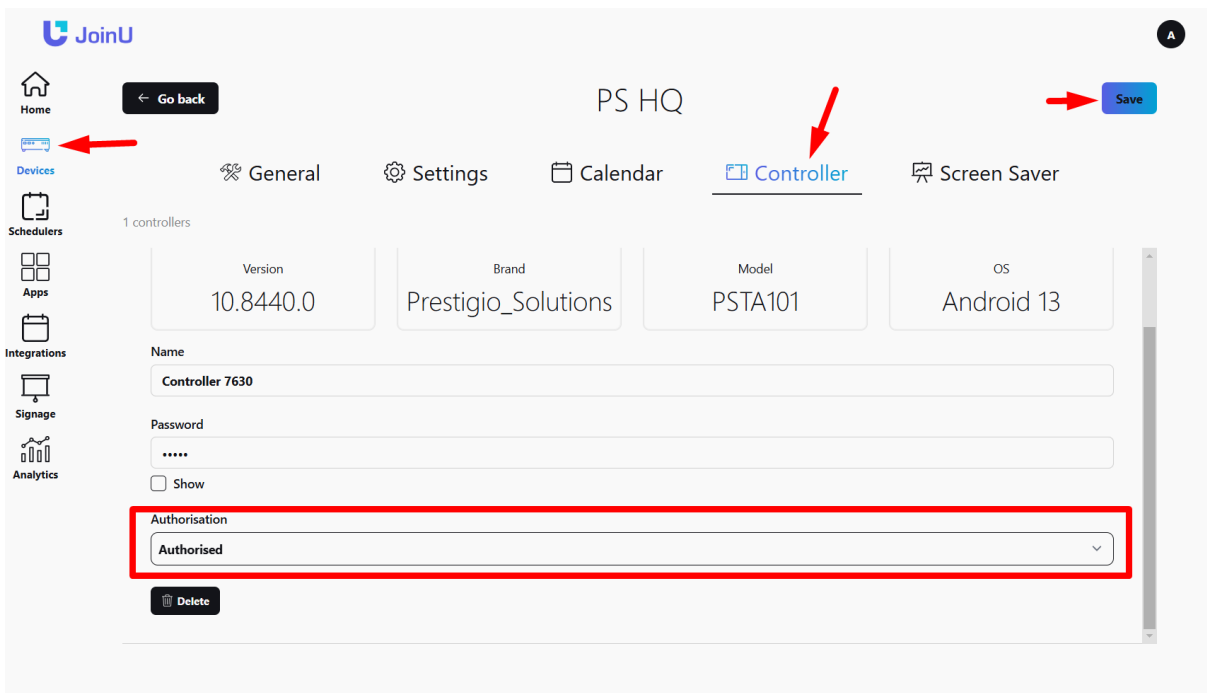 JoinU
A
Home
Go back
PS HQ
Save
Devices
General
Settings
Calendar
Controller
Screen Saver
Schedulers
1 controllers
Apps
Version
Brand
Model
OS
10.8440.0
Prestigio_Solutions
PSTA101
Android 13
Integrations
Name
Controller 7630
Signage
Password
•••••
Analytics
Show
Authorisation
Authorised
Delete